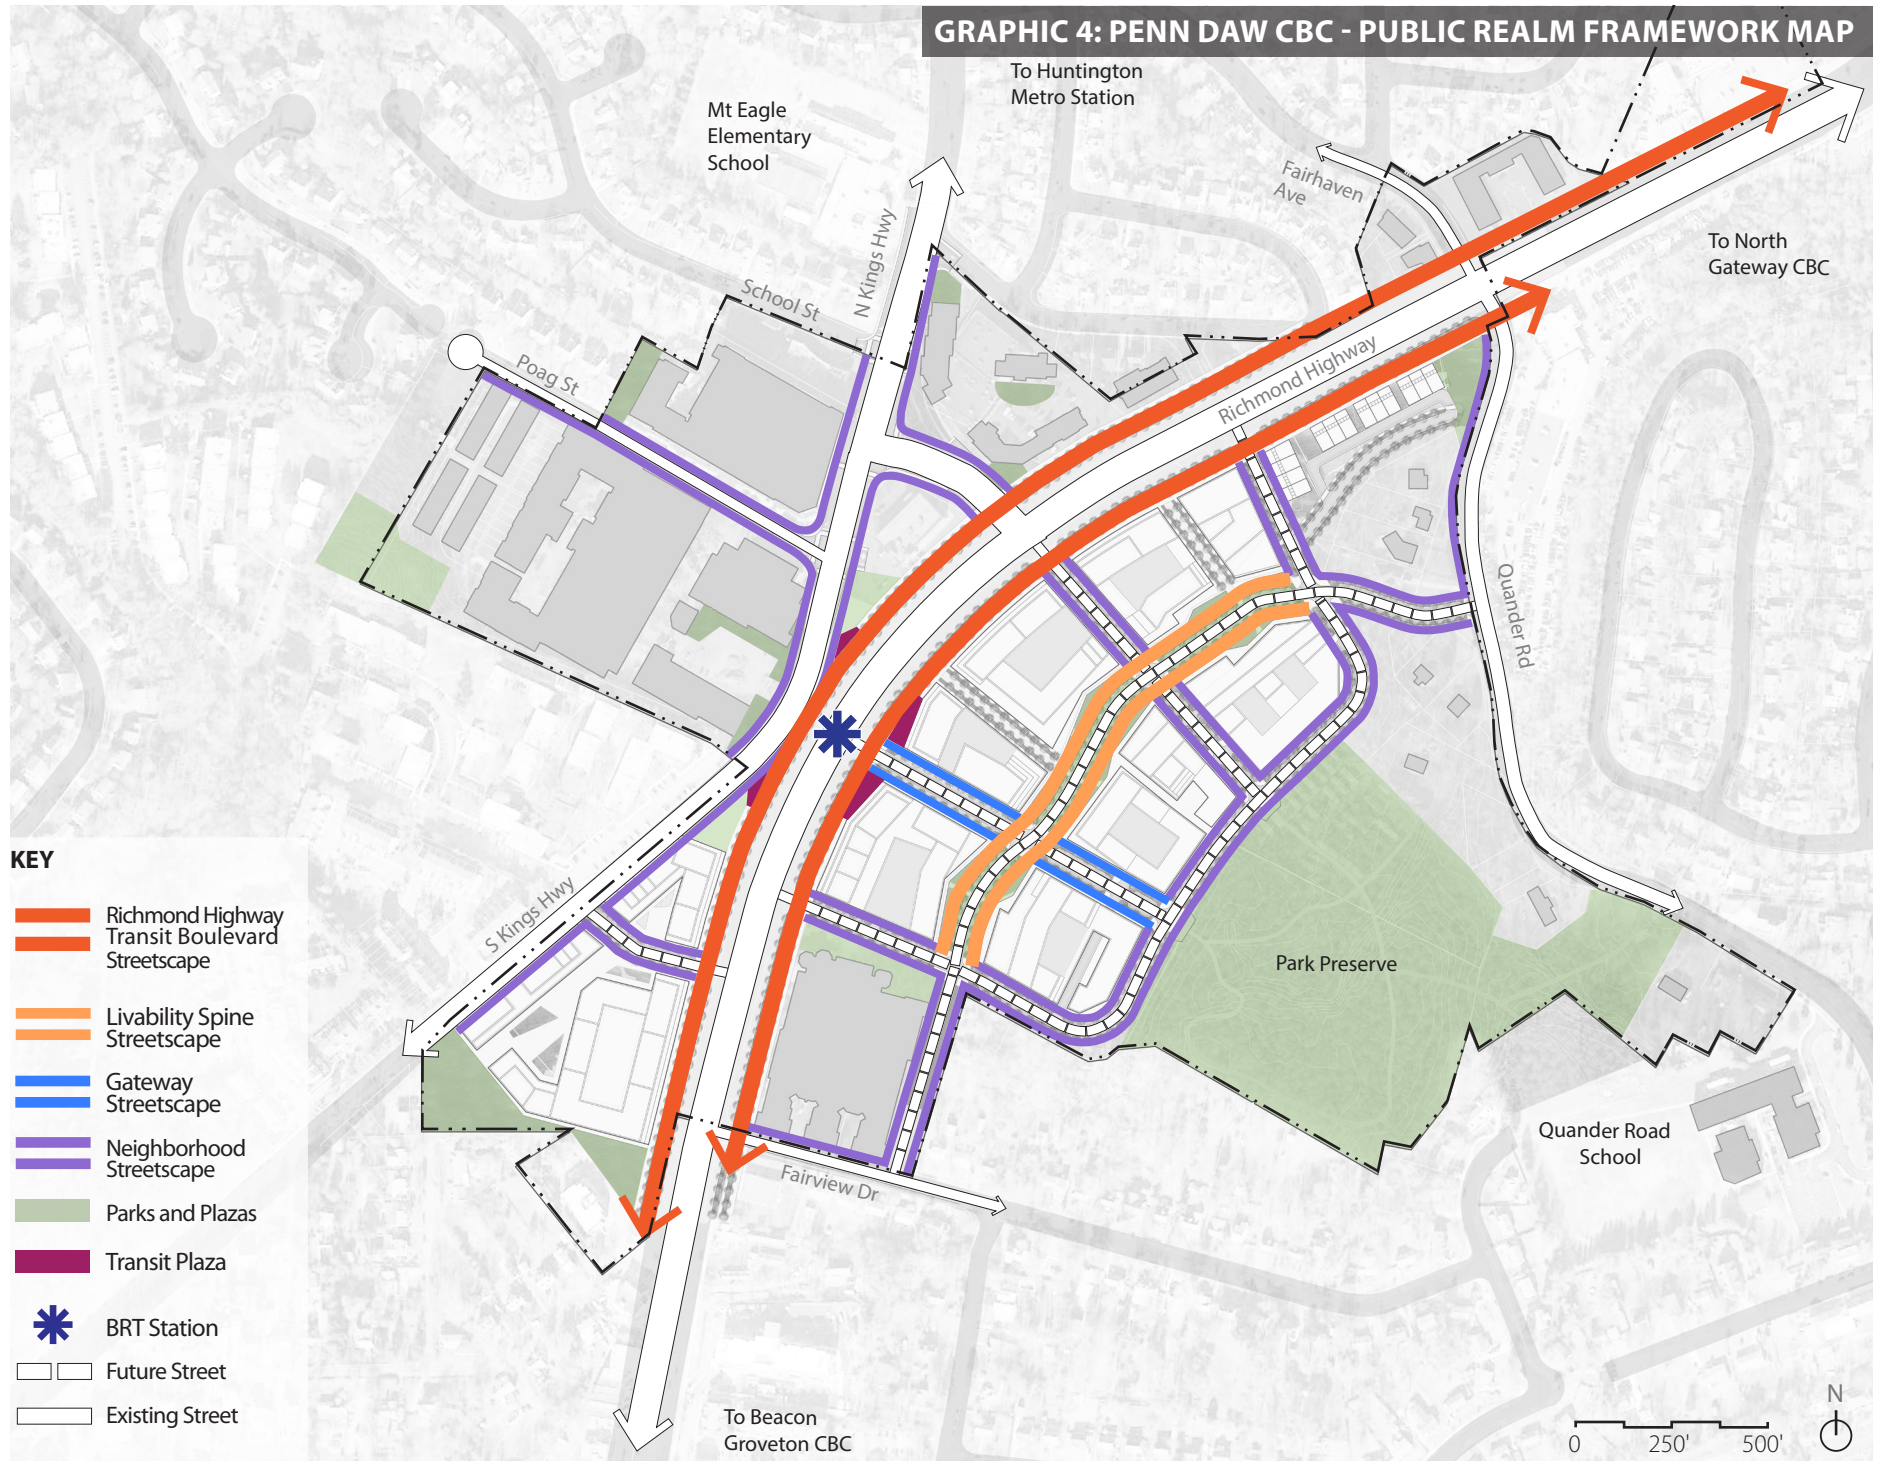 GRAPHIC 4: PENN DAW CBC - PUBLIC REALM FRAMEWORK MAP
To Huntington
Metro Station
Mt Eagle
Elementary
School
Fairhaven
Ave
N Kings Hwy
To North
Gateway CBC
School St
Poag St
Richmond Highway
Quander Rd
S Kings Hwy
Park Preserve
Quander Road
School
Fairview Dr
To Beacon
Groveton CBC
KEY
Richmond Highway
Transit Boulevard
Streetscape
Livability Spine
Streetscape
Gateway
Streetscape
Neighborhood
Streetscape
Parks and Plazas
Transit Plaza
BRT Station
Future Street
Existing Street
N
0 250' 500'